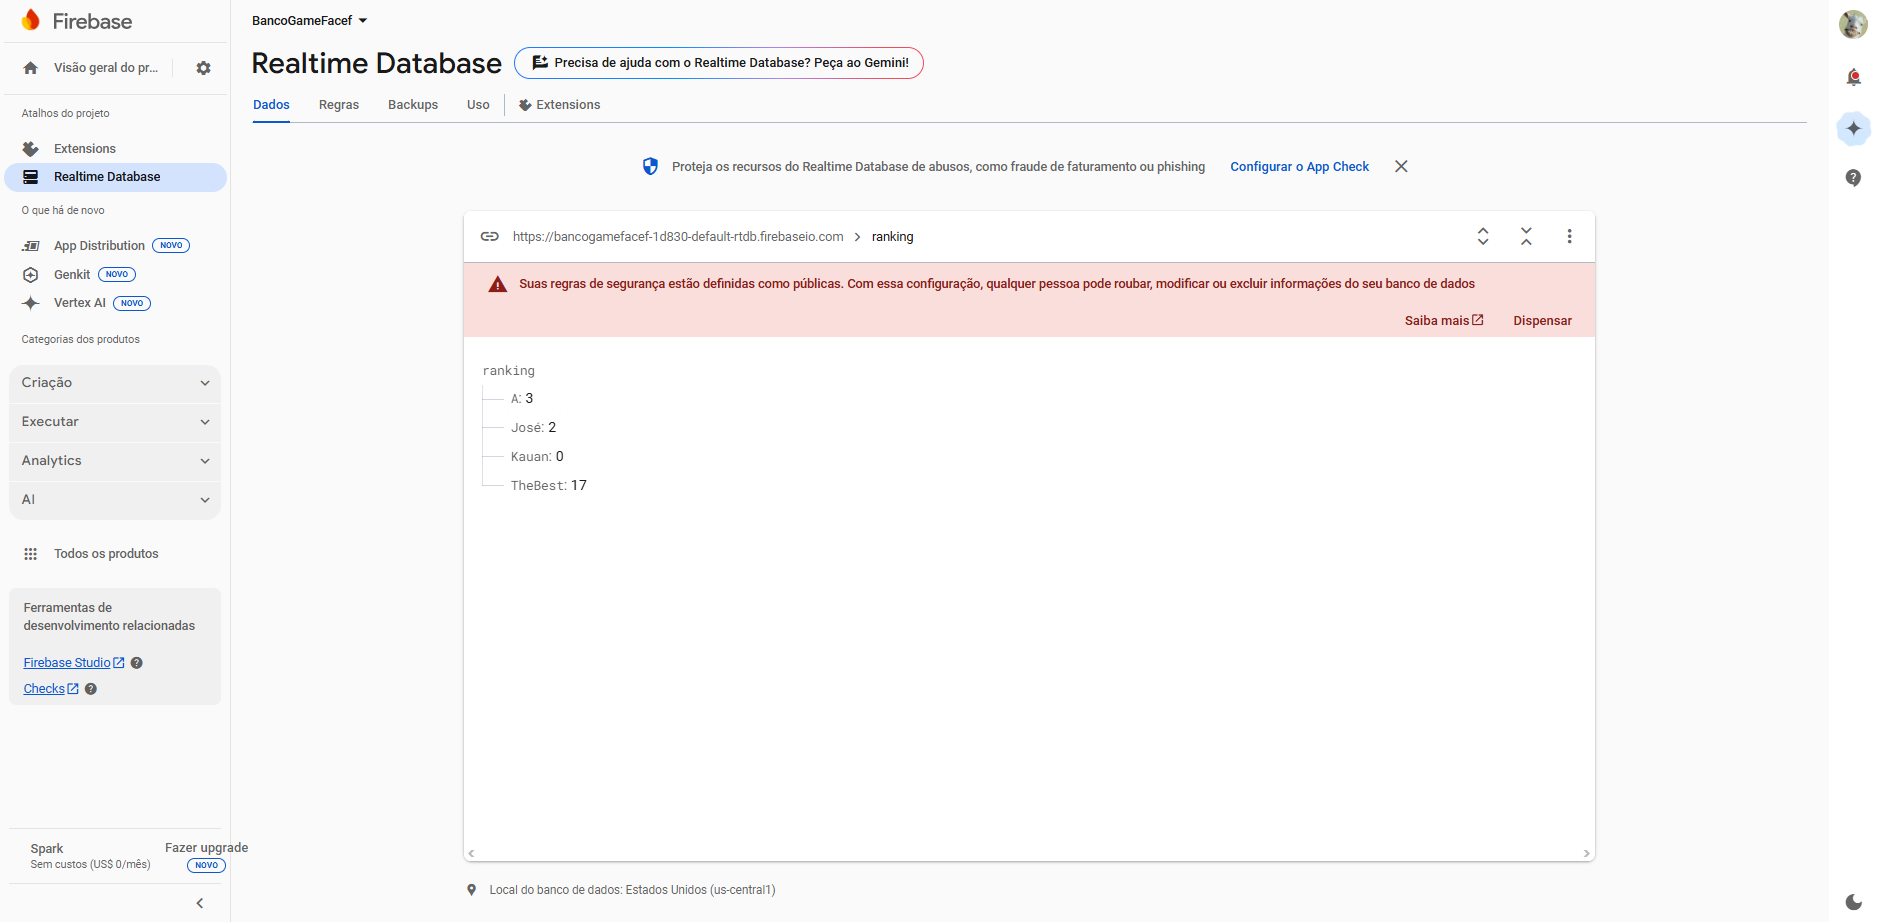 Firebase
Visão geral do pr...
Atalhos do projeto
Extensions
Realtime Database
O que há de novo
App Distribution NOVO
Genkit NOVO
Vertex AI NOVO
Categorias dos produtos
Criação
Executar
Analytics
AI
Todos os produtos
Ferramentas de
desenvolvimento relacionadas
Firebase Studio
Checks
Spark
Sem custos (US$ 0/mês)
Fazer upgrade
NOVO
BancoGameFacef
Realtime Database
Precisa de ajuda com o Realtime Database? Peça ao Gemini!
Dados Regras Backups Uso Extensions
Proteja os recursos do Realtime Database de abusos, como fraude de faturamento ou phishing Configurar o App Check
https://bancogamefacef-1d830-default-rtdb.firebaseio.com > ranking
Suas regras de segurança estão definidas como públicas. Com essa configuração, qualquer pessoa pode roubar, modificar ou excluir informações do seu banco de dados
Saiba mais Dispensar
ranking
A: 3
José: 2
Kauan: 0
TheBest: 17
Local do banco de dados: Estados Unidos (us-central1)